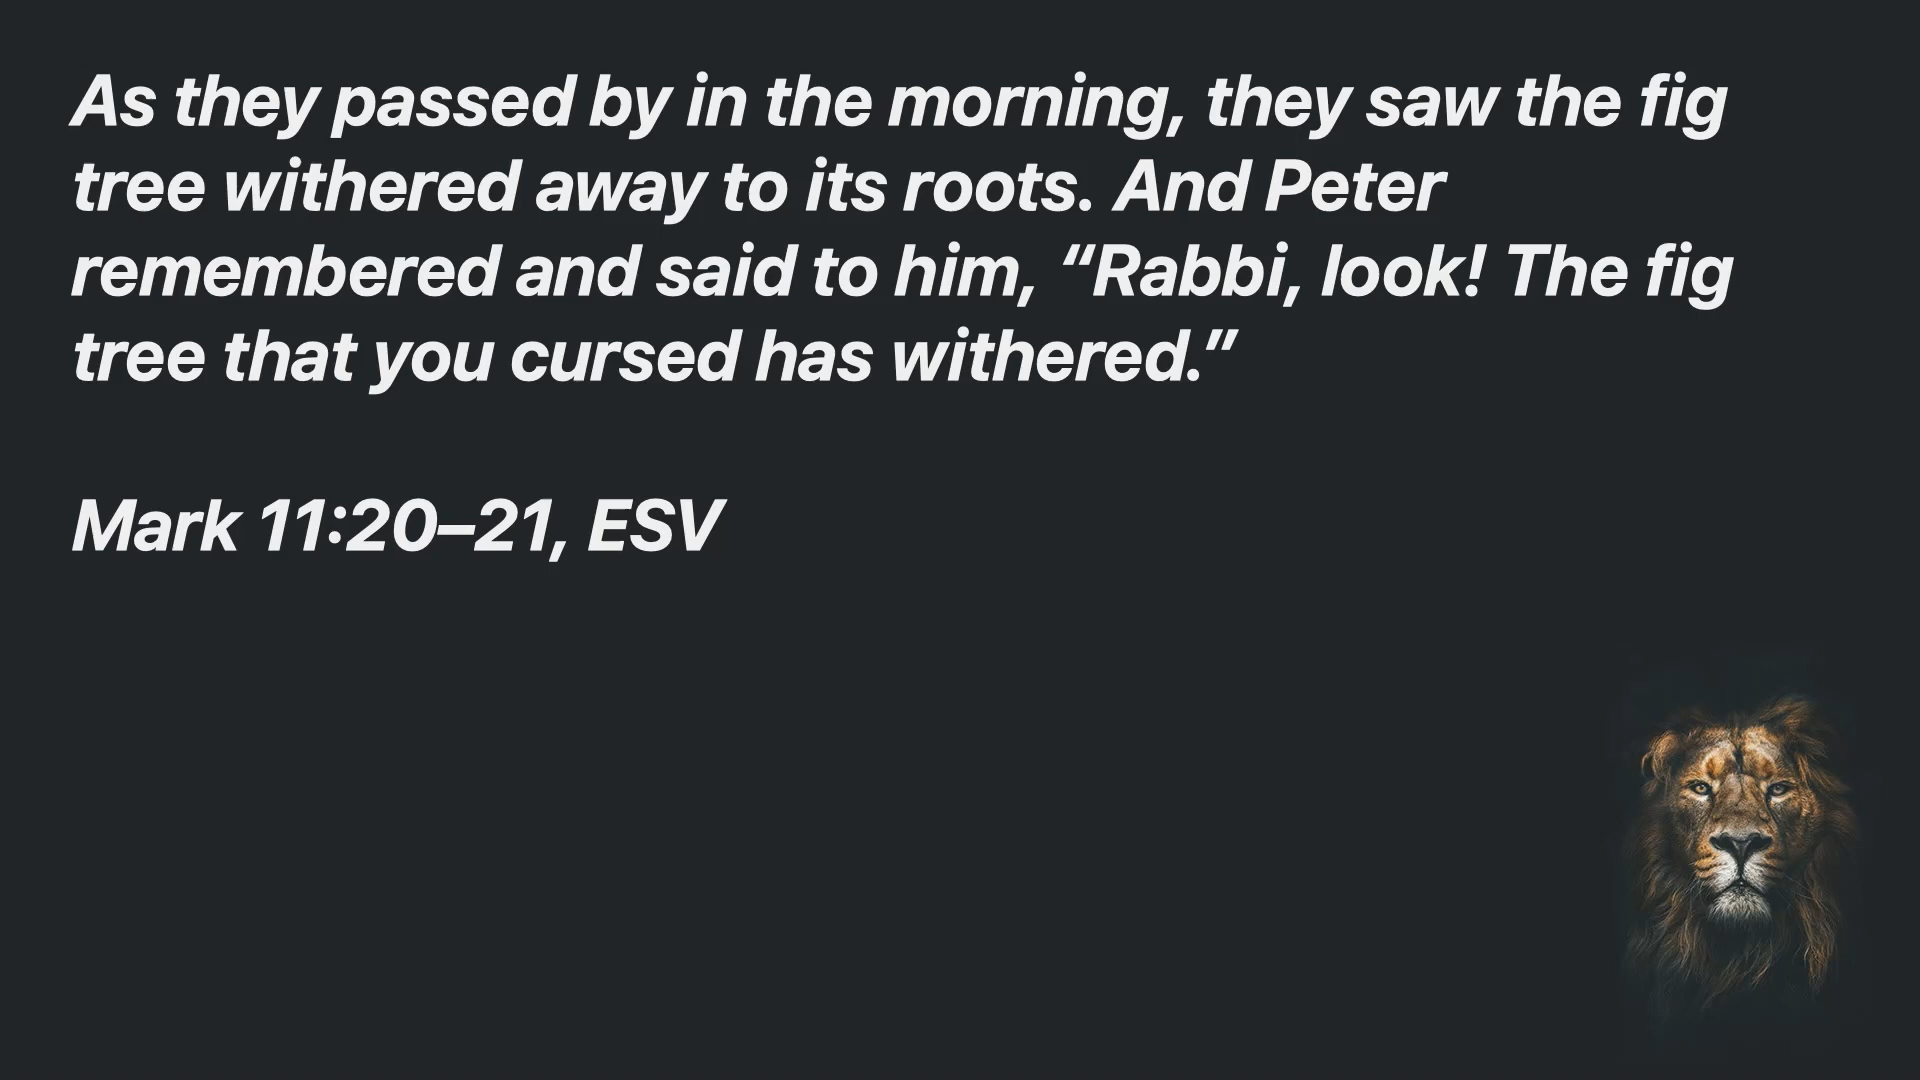 As they passed by in the morning, they saw the fig
tree withered away to its roots. And Peter
remembered and said to him, “Rabbi, look! The fig
tree that you cursed has withered.”
Mark 11:20–21, ESV